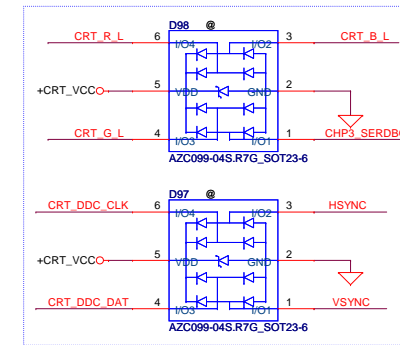 D98 @
CRT_R_L 6 I/O4 I/O2 3 CRT_B_L
+CRT_VCC 5 VDD GND 2
CRT_G_L 4 I/O3 I/O1 1 CHP3_SERDB
AZC099-04S.R7G_SOT23-6
D97 @
CRT_DDC_CLK 6 I/O4 I/O2 3 HSYNC
+CRT_VCC 5 VDD GND 2
CRT_DDC_DAT 4 I/O3 I/O1 1 VSYNC
AZC099-04S.R7G_SOT23-6